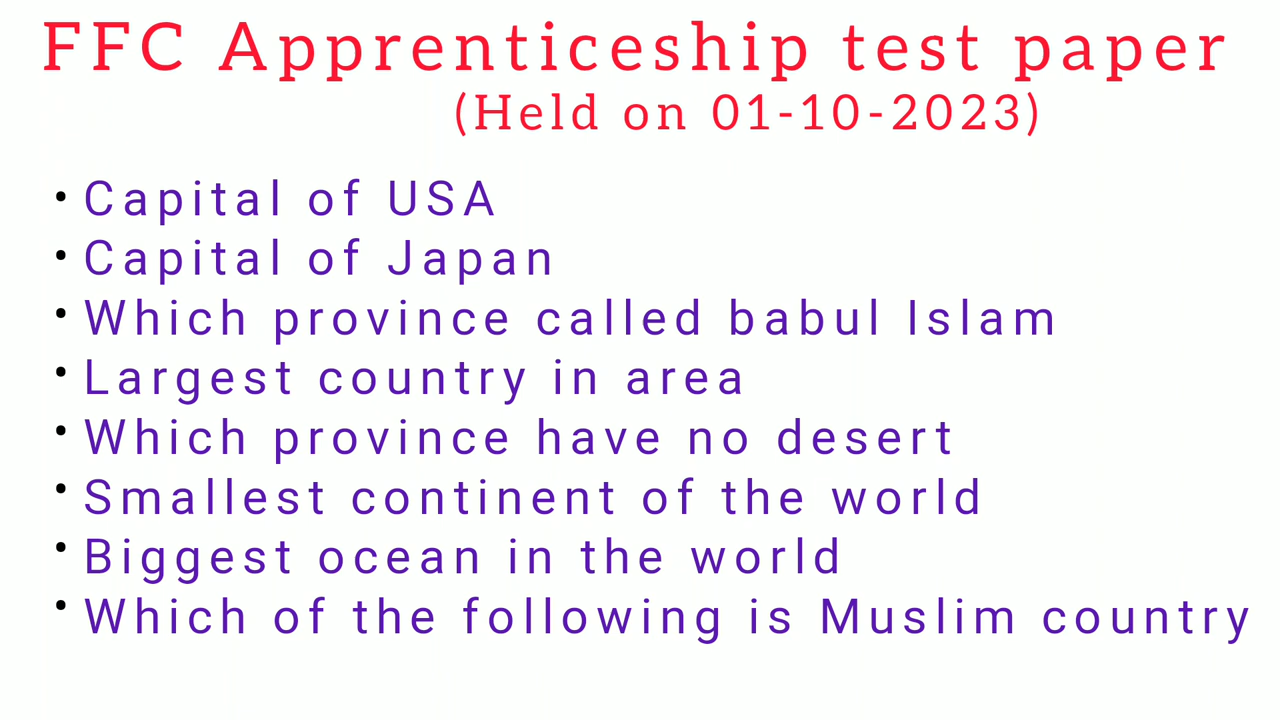 FFC Apprenticeship test paper
(Held on 01-10-2023)
• Capital of USA
• Capital of Japan
• Which province called babul Islam
• Largest country in area
• Which province have no desert
• Smallest continent of the world
• Biggest ocean in the world
• Which of the following is Muslim country